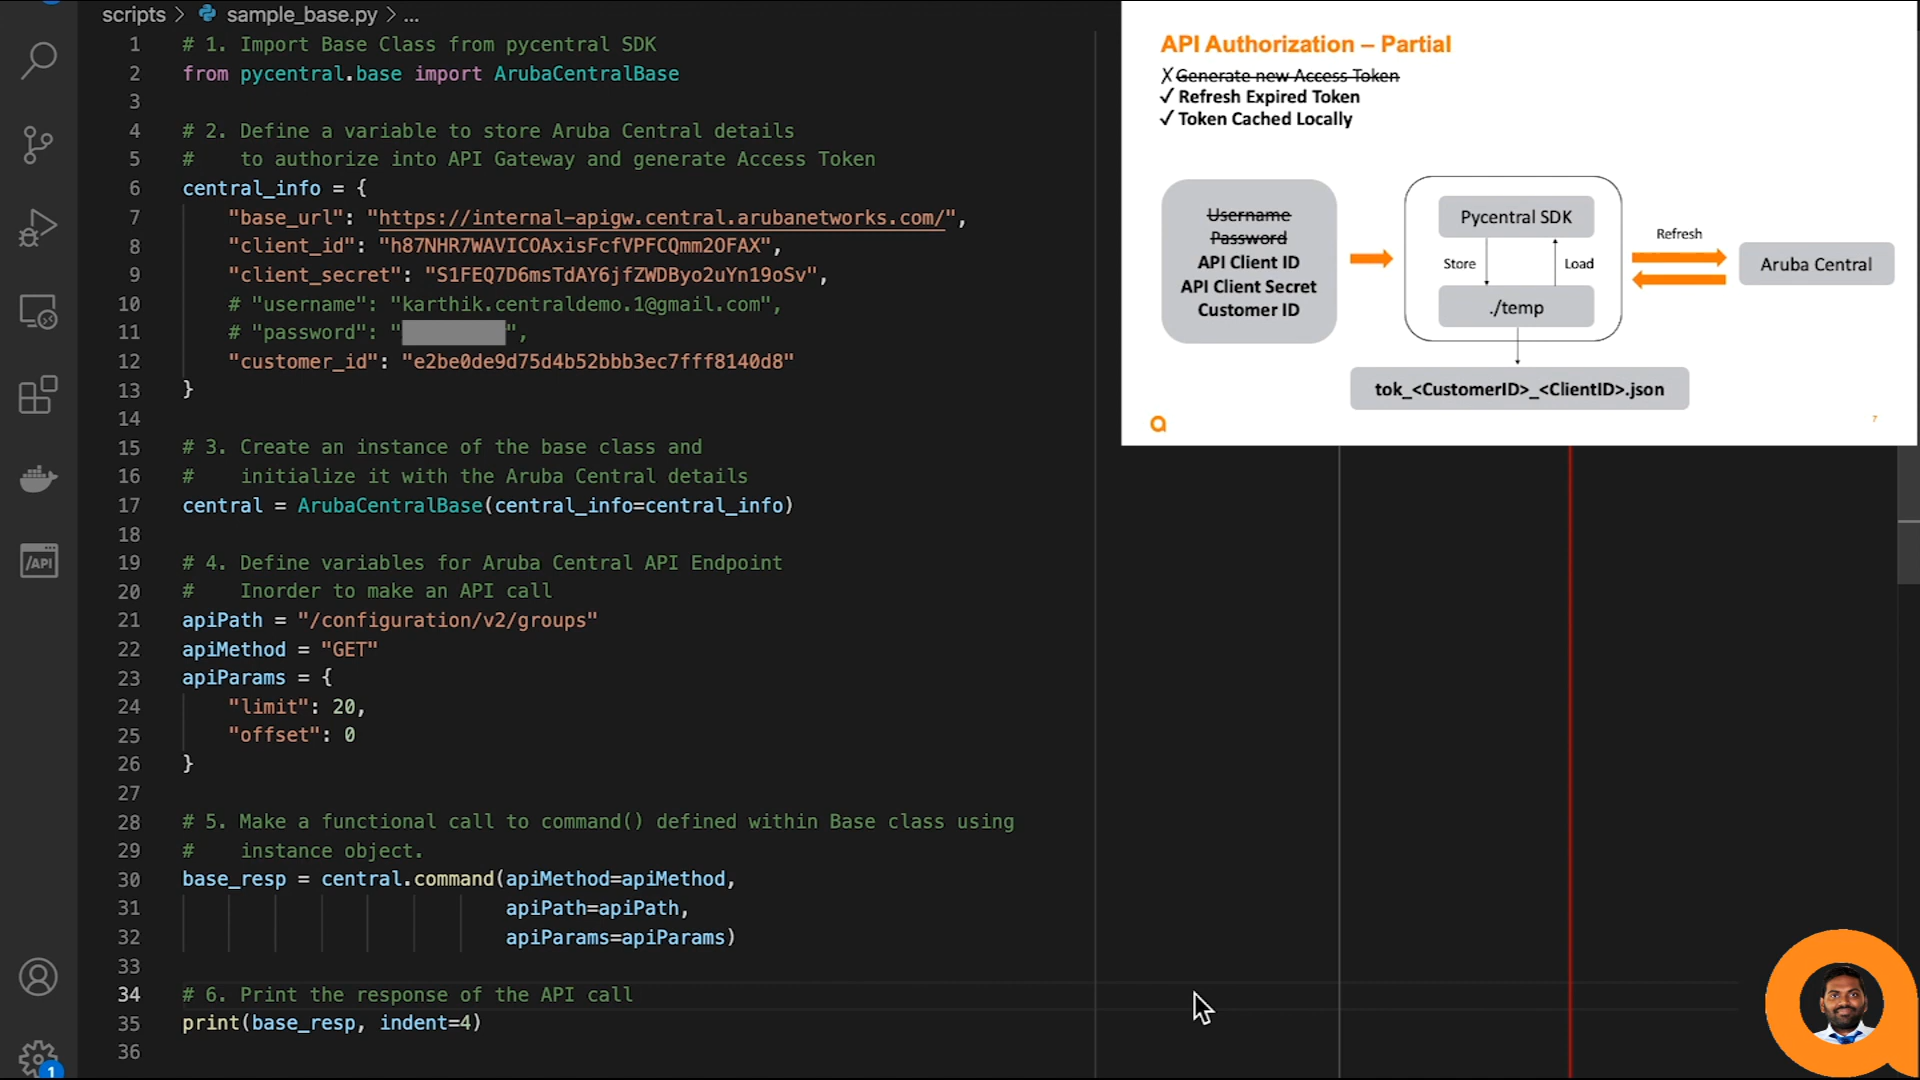 scripts > sample_base.py > ...
1 # 1. Import Base Class from pycentral SDK
2 from pycentral.base import ArubaCentralBase
3
4 # 2. Define a variable to store Aruba Central details
5 #    to authorize into API Gateway and generate Access Token
6 central_info = {
7     "base_url": "https://internal-apigw.central.arubanetworks.com/",
8     "client_id": "h87NHR7WAVICOAxisFcfVPFCQmm2OFAX",
9     "client_secret": "S1FEQ7D6msTdAY6jfZWDByo2uYn19oSv",
10     # "username": "karthik.centraldemo.1@gmail.com",
11     # "password": "        ",
12     "customer_id": "e2be0de9d75d4b52bbb3ec7fff8140d8"
13 }
14
15 # 3. Create an instance of the base class and
16 #    initialize it with the Aruba Central details
17 central = ArubaCentralBase(central_info=central_info)
18
19 # 4. Define variables for Aruba Central API Endpoint
20 #    Inorder to make an API call
21 apiPath = "/configuration/v2/groups"
22 apiMethod = "GET"
23 apiParams = {
24     "limit": 20,
25     "offset": 0
26 }
27
28 # 5. Make a functional call to command() defined within Base class using
29 #    instance object.
30 base_resp = central.command(apiMethod=apiMethod,
31                             apiPath=apiPath,
32                             apiParams=apiParams)
33
34 # 6. Print the response of the API call
35 print(base_resp, indent=4)
36
/API
1
API Authorization – Partial
✗ Generate new Access Token
✓ Refresh Expired Token
✓ Token Cached Locally
Username
Password
API Client ID
API Client Secret
Customer ID
Pycentral SDK
Store
Load
./temp
Refresh
Aruba Central
tok_<CustomerID>_<ClientID>.json
7